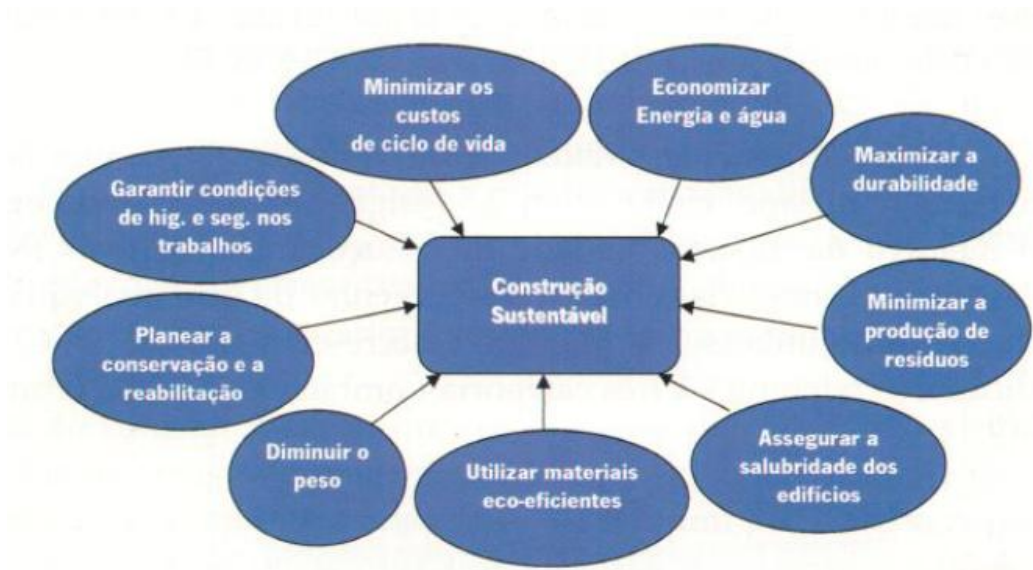 Minimizar os
custos
de ciclo de vida
Economizar
Energia e água
Maximizar a
durabilidade
Garantir condições
de hig. e seg. nos
trabalhos
Construção
Sustentável
Minimizar a
produção de
resíduos
Planear a
conservação e a
reabilitação
Diminuir o
peso
Utilizar materiais
eco-eficientes
Assegurar a
salubridade dos
edifícios